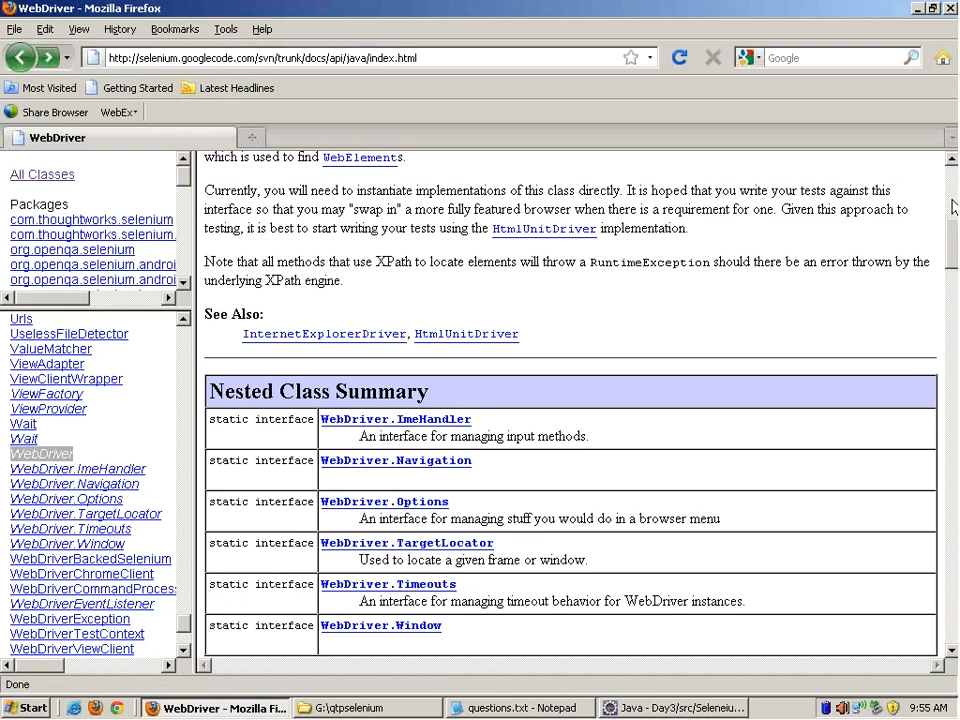 WebDriver - Mozilla Firefox
File Edit View History Bookmarks Tools Help
http://selenium.googlecode.com/svn/trunk/docs/api/java/index.html
Google
Most Visited Getting Started Latest Headlines
Share Browser WebEx
WebDriver
All Classes
Packages
com.thoughtworks.selenium
com.thoughtworks.selenium.
org.openqa.selenium
org.openqa.selenium.androi
org.openqa.selenium.androi
Urls
UselessFileDetector
ValueMatcher
ViewAdapter
ViewClientWrapper
ViewFactory
ViewProvider
Wait
Wait
WebDriver
WebDriver.ImeHandler
WebDriver.Navigation
WebDriver.Options
WebDriver.TargetLocator
WebDriver.Timeouts
WebDriver.Window
WebDriverBackedSelenium
WebDriverChromeClient
WebDriverCommandProces
WebDriverEventListener
WebDriverException
WebDriverTestContext
WebDriverViewClient
which is used to find WebElements.
Currently, you will need to instantiate implementations of this class directly. It is hoped that you write your tests against this
interface so that you may "swap in" a more fully featured browser when there is a requirement for one. Given this approach to
testing, it is best to start writing your tests using the HtmlUnitDriver implementation.
Note that all methods that use XPath to locate elements will throw a RuntimeException should there be an error thrown by the
underlying XPath engine.
See Also:
InternetExplorerDriver, HtmlUnitDriver
Nested Class Summary
static interface WebDriver.ImeHandler
An interface for managing input methods.
static interface WebDriver.Navigation
static interface WebDriver.Options
An interface for managing stuff you would do in a browser menu
static interface WebDriver.TargetLocator
Used to locate a given frame or window.
static interface WebDriver.Timeouts
An interface for managing timeout behavior for WebDriver instances.
static interface WebDriver.Window
Done
Start WebDriver - Mozilla Fi... G:\qtpselenium questions.txt - Notepad Java - Day3/src/Seleneiu... 9:55 AM